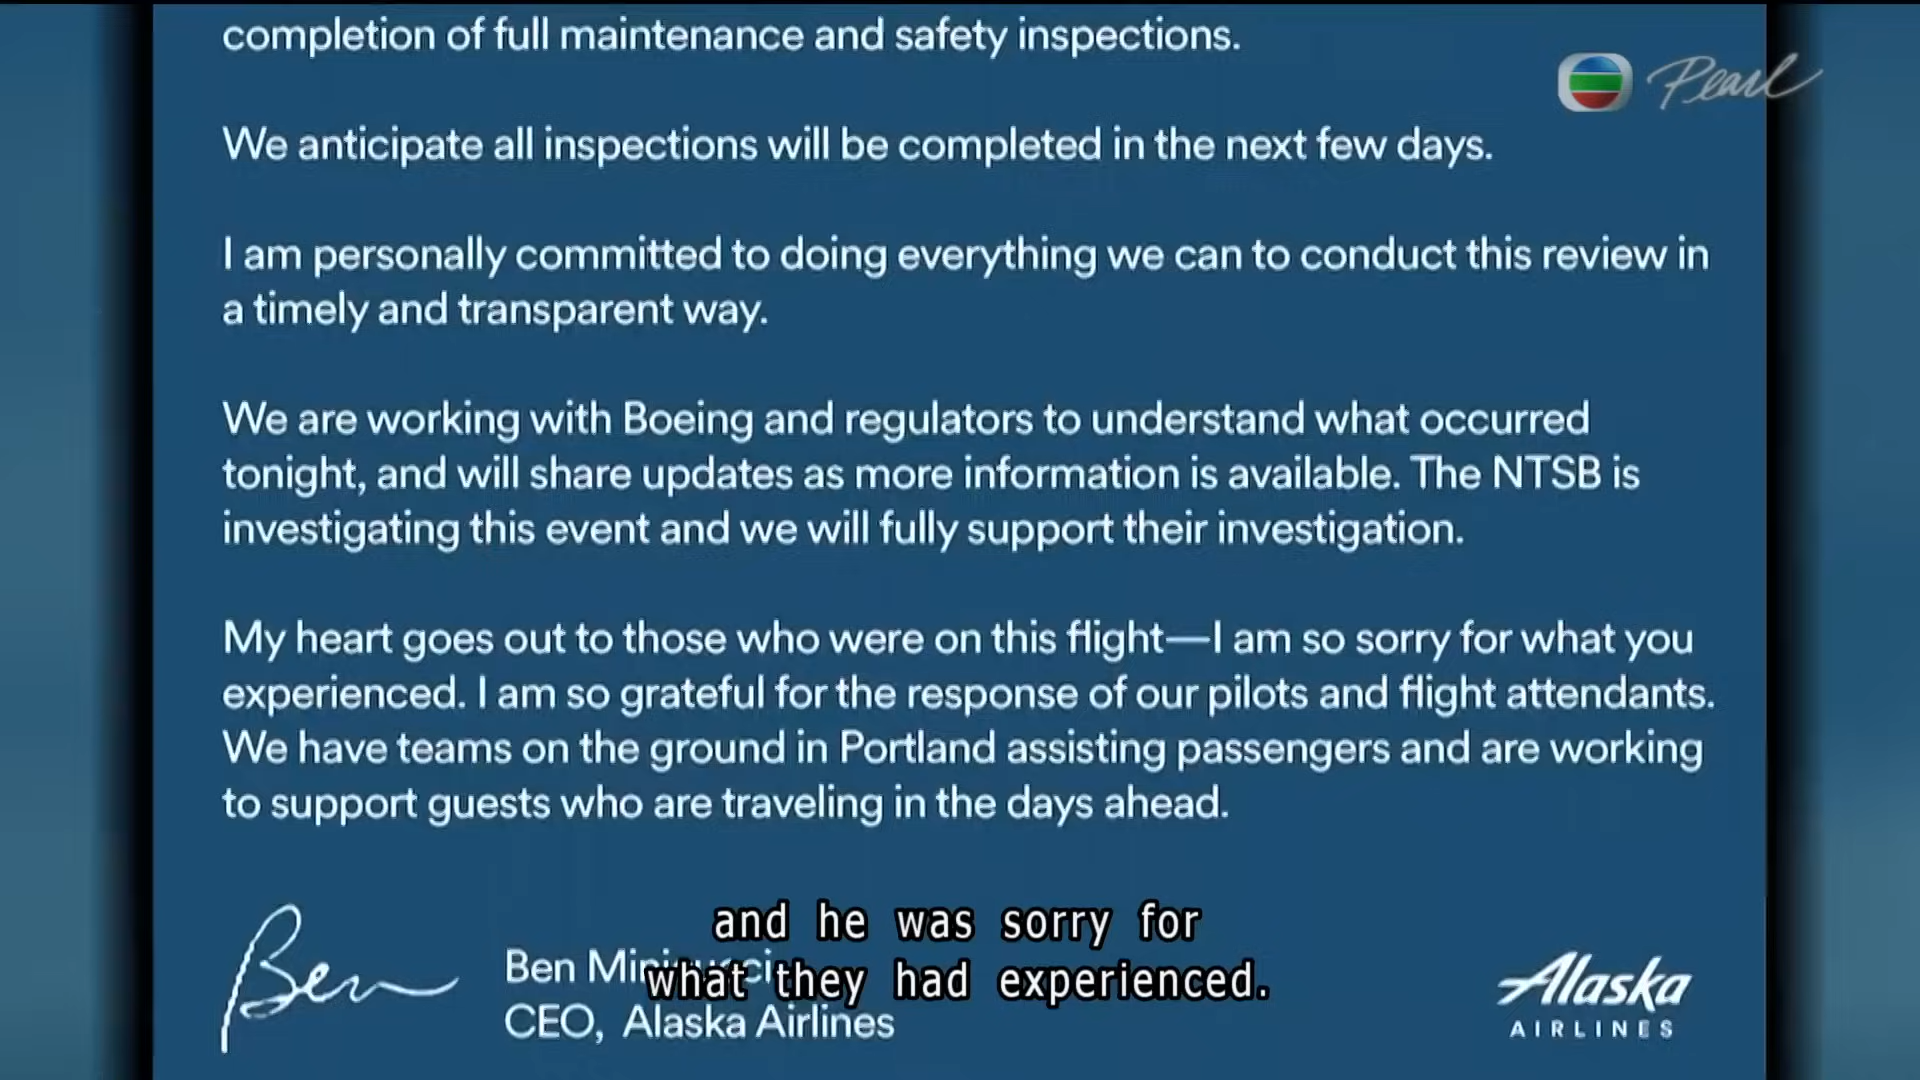 completion of full maintenance and safety inspections.
Pearl
We anticipate all inspections will be completed in the next few days.
I am personally committed to doing everything we can to conduct this review in
a timely and transparent way.
We are working with Boeing and regulators to understand what occurred
tonight, and will share updates as more information is available. The NTSB is
investigating this event and we will fully support their investigation.
My heart goes out to those who were on this flight—I am so sorry for what you
experienced. I am so grateful for the response of our pilots and flight attendants.
We have teams on the ground in Portland assisting passengers and are working
to support guests who are traveling in the days ahead.
Ben
Ben
CEO, Alaska Airlines
and he was sorry for
what they had experienced.
Alaska
AIRLINES